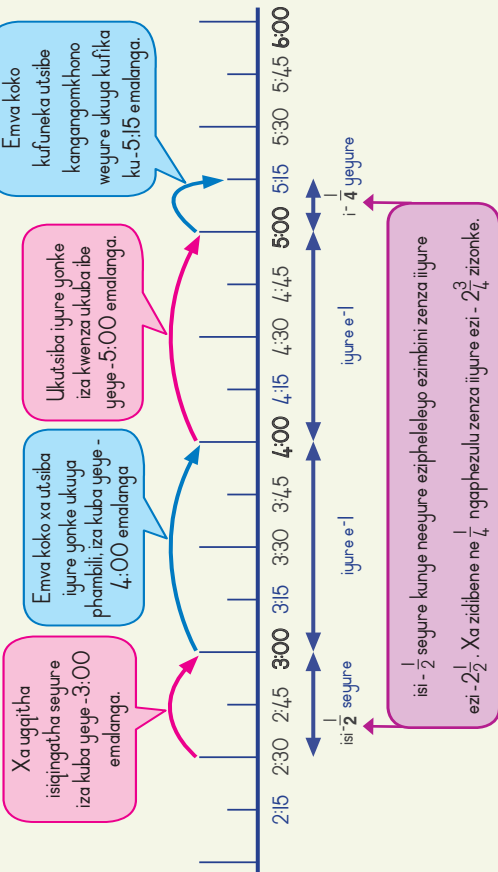 Xa uggitha
isiqingatha seyure
iza kuba yeye-3:00
emalanga.
Emva koko xa utsiba
iyure yonke ukuya
phambili, iza kuba yeye-
4:00 emalanga
Ukutsiba iyure yonke
iza kwenza ukuba ibe
yeye-5:00 emalanga.
Emva koko
kufuneka utsibe
kangangomkhono
weyure ukuya kufika
ku-5:15 emalanga.
2:15 2:30 2:45 3:00 3:15 3:30 3:45 4:00 4:15 4:30 4:45 5:00 5:15 5:30 5:45 6:00
isi-1/2 seyure
iyure e-1
iyure e-1
i-1/4 yeyure
isi-1/2 seyure kunye neeyure ezipheleleyo ezimbini zenza iiyure
ezi-2 1/2. Xa zidibene ne 1/4 ngaphezulu zenza iiyure ezi-2 3/4 zizonke.